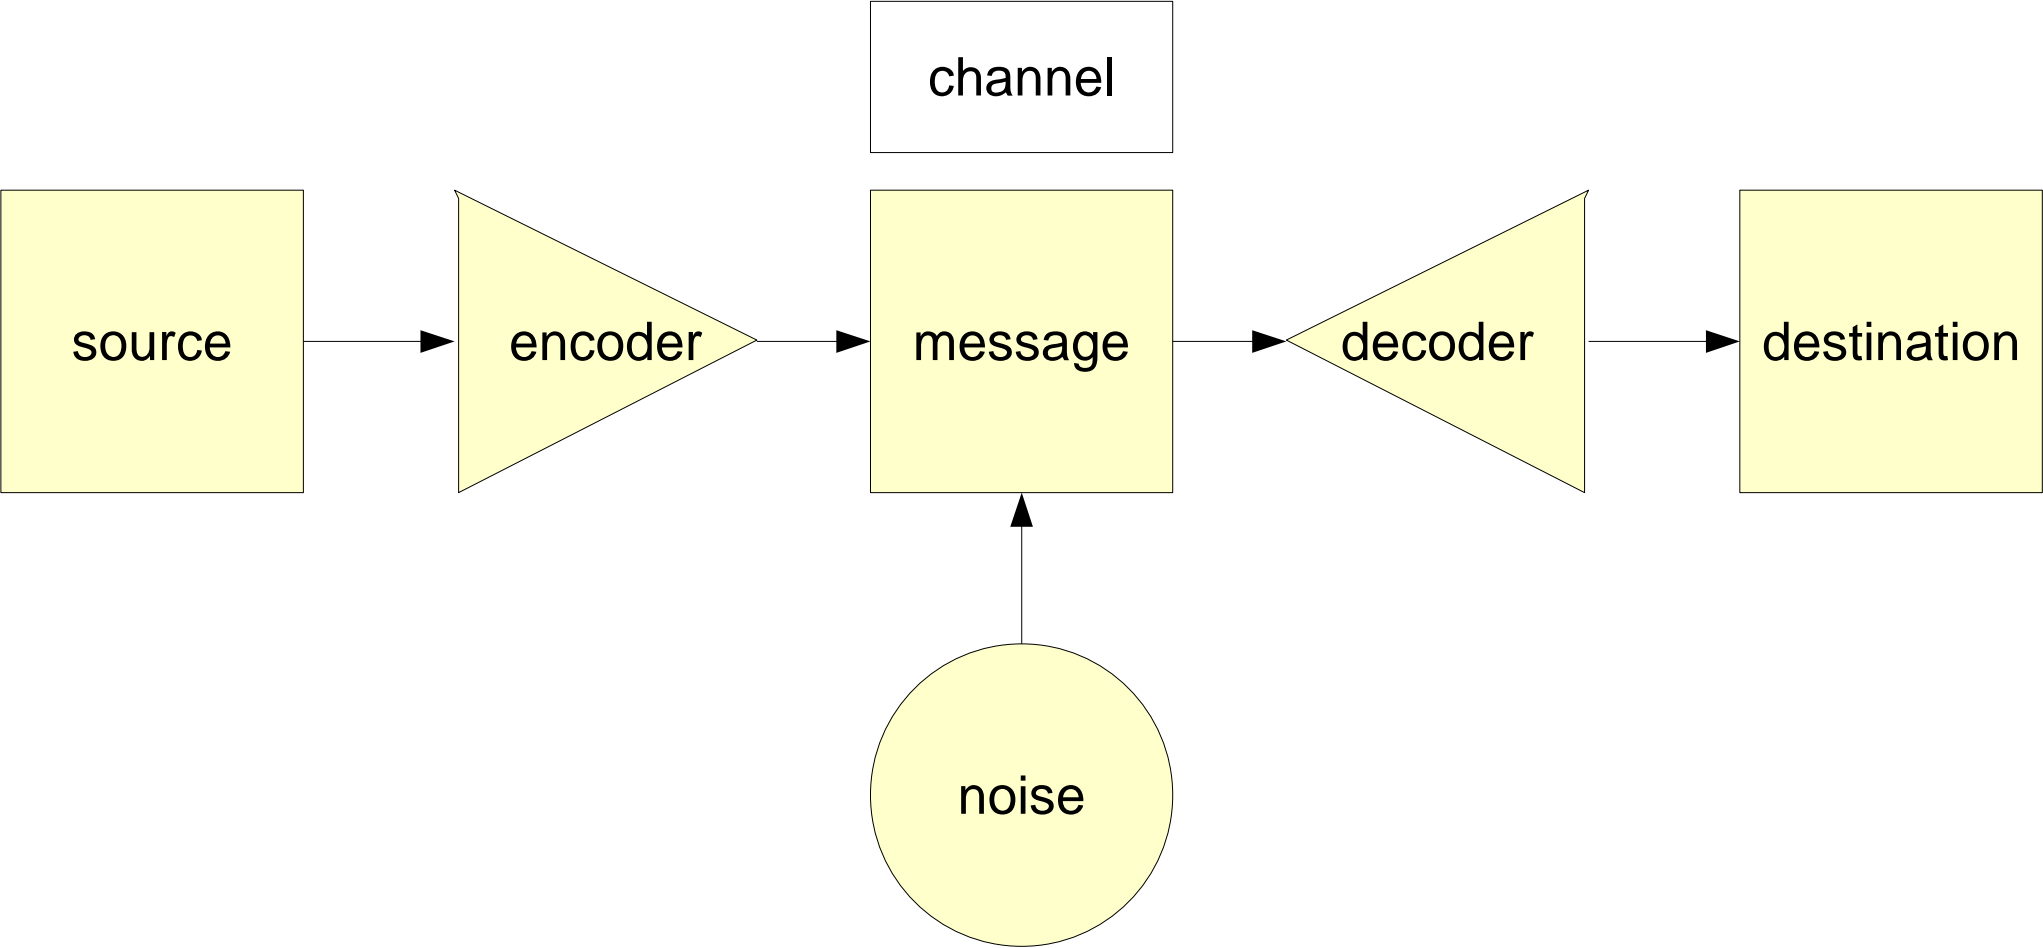 channel
source
encoder
message
decoder
destination
noise